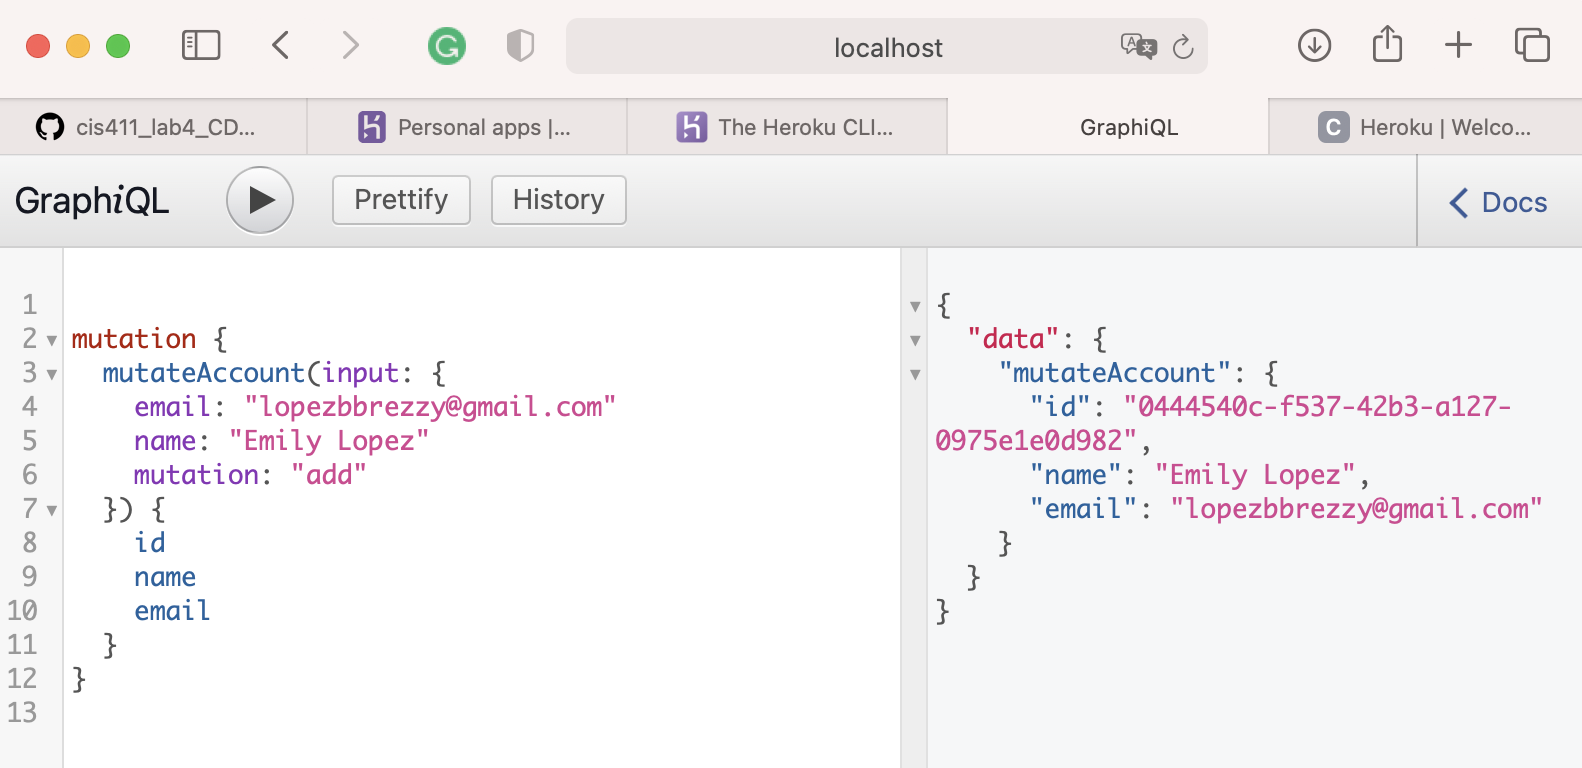 localhost
cis411_lab4_CD...
Personal apps |...
The Heroku CLI...
GraphiQL
C Heroku | Welco...
GraphiQL
Prettify
History
Docs
1
2 mutation {
3 mutateAccount(input: {
4 email: "lopezbbrezzy@gmail.com"
5 name: "Emily Lopez"
6 mutation: "add"
7 }) {
8 id
9 name
10 email
11 }
12 }
13
{
"data": {
"mutateAccount": {
"id": "0444540c-f537-42b3-a127-
0975e1e0d982",
"name": "Emily Lopez",
"email": "lopezbbrezzy@gmail.com"
}
}
}